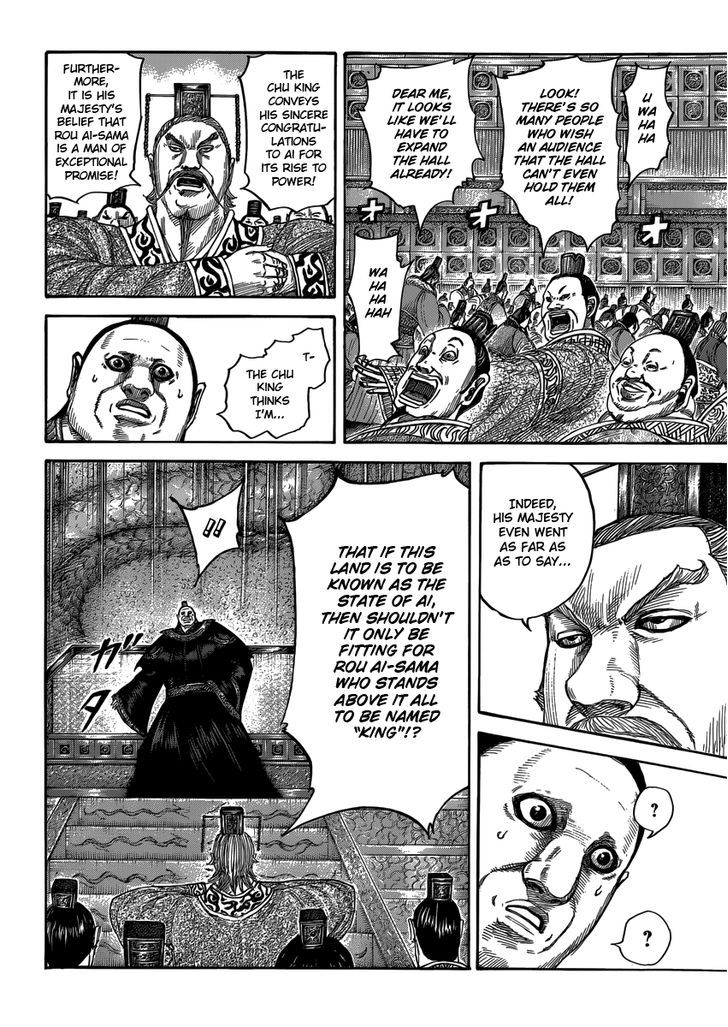 U
WA
HA
HA
LOOK!
THERE'S SO
MANY PEOPLE
WHO WISH
AN AUDIENCE
THAT THE HALL
CAN'T EVEN
HOLD THEM
ALL!
DEAR ME,
IT LOOKS
LIKE WE'LL
HAVE TO
EXPAND
THE HALL
ALREADY!
オ
オ
オ
WA
HA
HA
HAH
THE
CHU KING
CONVEYS
HIS SINCERE
CONGRATU-
LATIONS
TO AI FOR
ITS RISE TO
POWER!
FURTHER-
MORE,
IT IS HIS
MAJESTY'S
BELIEF THAT
ROU AI-SAMA
IS A MAN OF
EXCEPTIONAL
PROMISE!
T-
THE CHU
KING
THINKS
I'M...
INDEED,
HIS MAJESTY
EVEN WENT
AS FAR AS
AS TO SAY...
?
?
THAT IF THIS
LAND IS TO BE
KNOWN AS THE
STATE OF AI,
THEN SHOULDN'T
IT ONLY BE
FITTING FOR
ROU AI-SAMA
WHO STANDS
ABOVE IT ALL
TO BE NAMED
"KING"!?
!!
ガ
タ